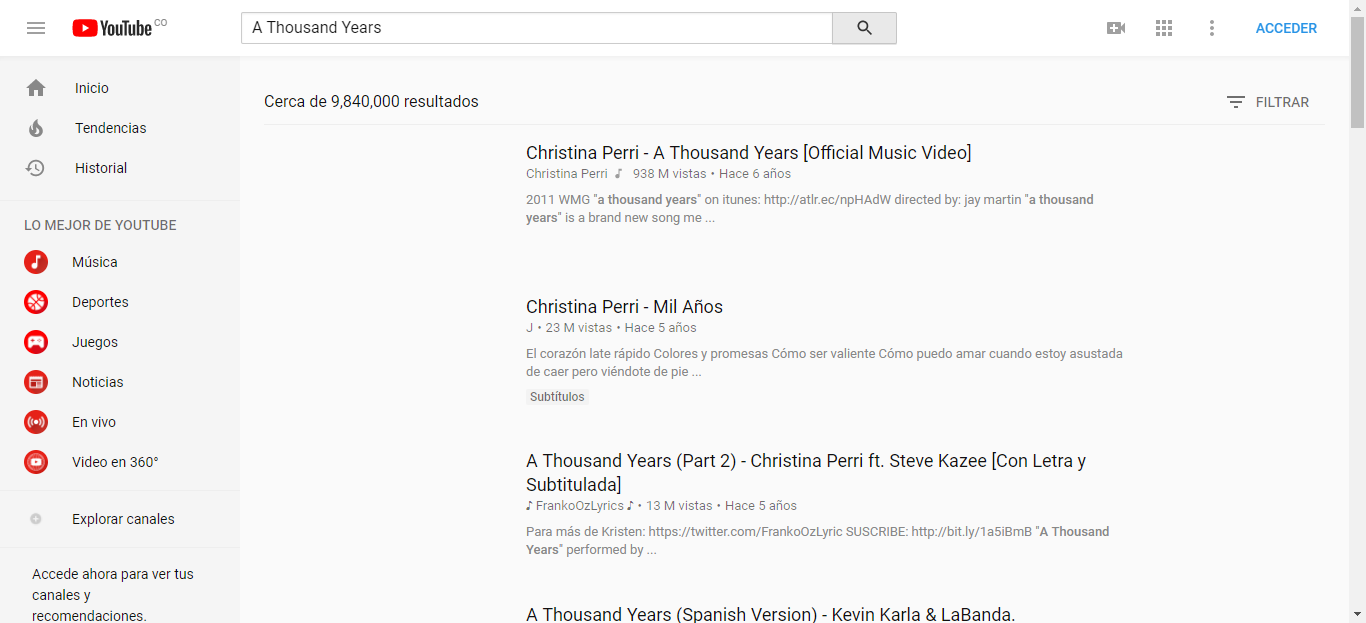 YouTube CO
A Thousand Years
ACCEDER
Inicio
Tendencias
Historial
LO MEJOR DE YOUTUBE
Música
Deportes
Juegos
Noticias
En vivo
Video en 360°
Explorar canales
Accede ahora para ver tus
canales y
recomendaciones.
Cerca de 9,840,000 resultados
FILTRAR
Christina Perri - A Thousand Years [Official Music Video]
Christina Perri ♪ 938 M vistas • Hace 6 años
2011 WMG "a thousand years" on itunes: http://atlr.ec/npHAdW directed by: jay martin "a thousand
years" is a brand new song me ...
Christina Perri - Mil Años
J • 23 M vistas • Hace 5 años
El corazón late rápido Colores y promesas Cómo ser valiente Cómo puedo amar cuando estoy asustada
de caer pero viéndote de pie ...
Subtítulos
A Thousand Years (Part 2) - Christina Perri ft. Steve Kazee [Con Letra y
Subtitulada]
♪ FrankoOzLyrics ♪ • 13 M vistas • Hace 5 años
Para más de Kristen: https://twitter.com/FrankoOzLyric SUSCRIBE: http://bit.ly/1a5iBmB "A Thousand
Years" performed by ...
A Thousand Years (Spanish Version) - Kevin Karla & LaBanda.